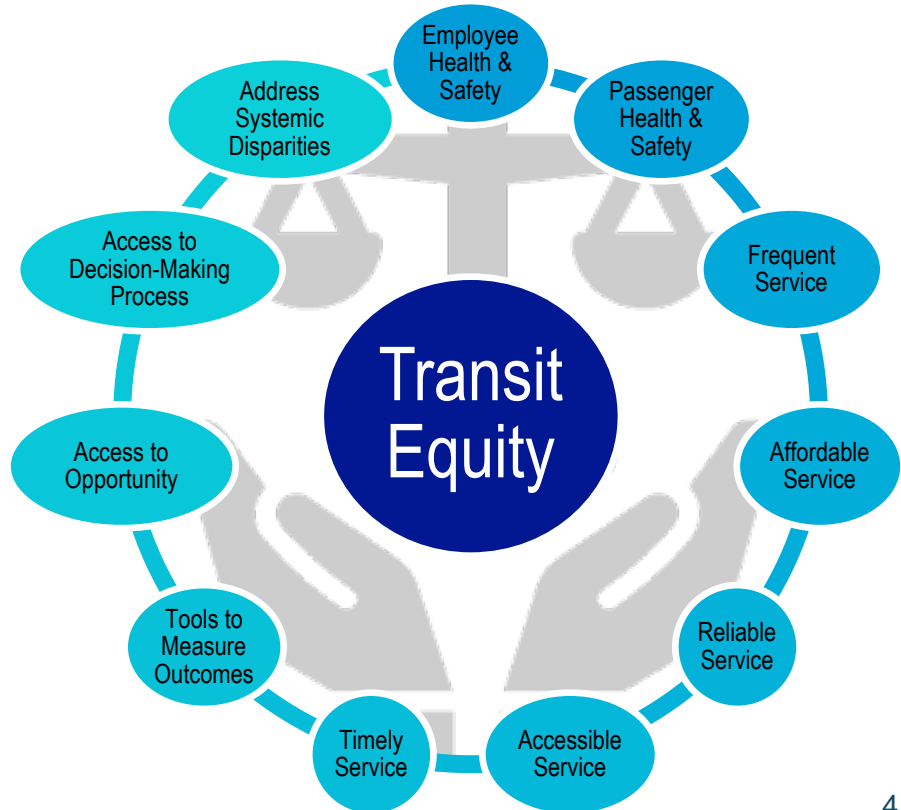 Employee
Health &
Safety
Passenger
Health &
Safety
Frequent
Service
Affordable
Service
Reliable
Service
Accessible
Service
Timely
Service
Tools to
Measure
Outcomes
Access to
Opportunity
Access to
Decision-Making
Process
Address
Systemic
Disparities
Transit
Equity
4